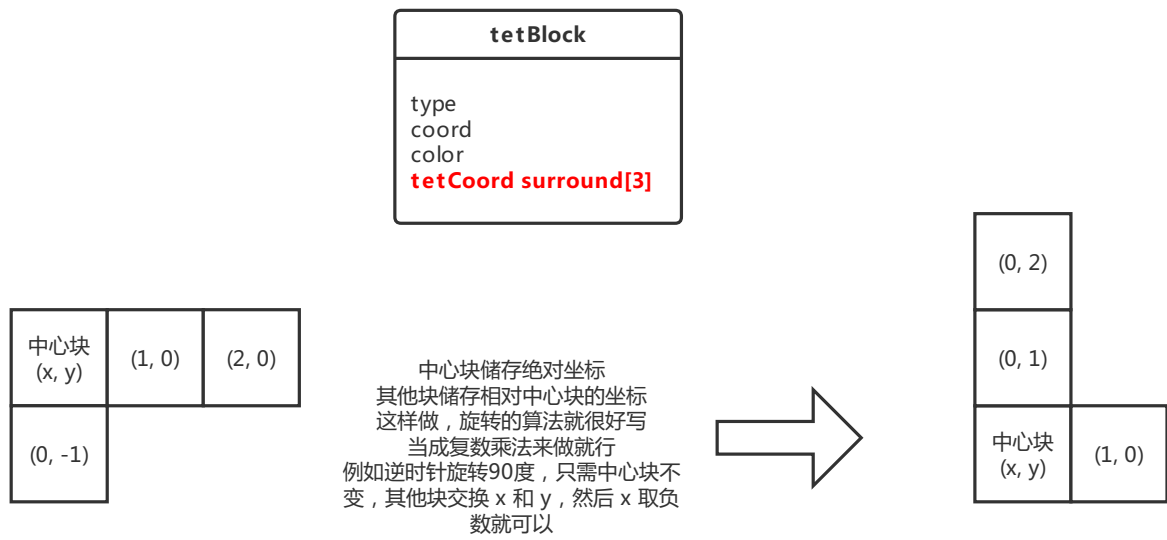 tetBlock
type
coord
color
tetCoord surround[3]
中心块
(x, y)
(1, 0)
(2, 0)
(0, -1)
中心块储存绝对坐标
其他块储存相对中心块的坐标
这样做，旋转的算法就很好写
当成复数乘法来做就行
例如逆时针旋转90度，只需中心块不
变，其他块交换 x 和 y，然后 x 取负
数就可以
(0, 2)
(0, 1)
中心块
(x, y)
(1, 0)